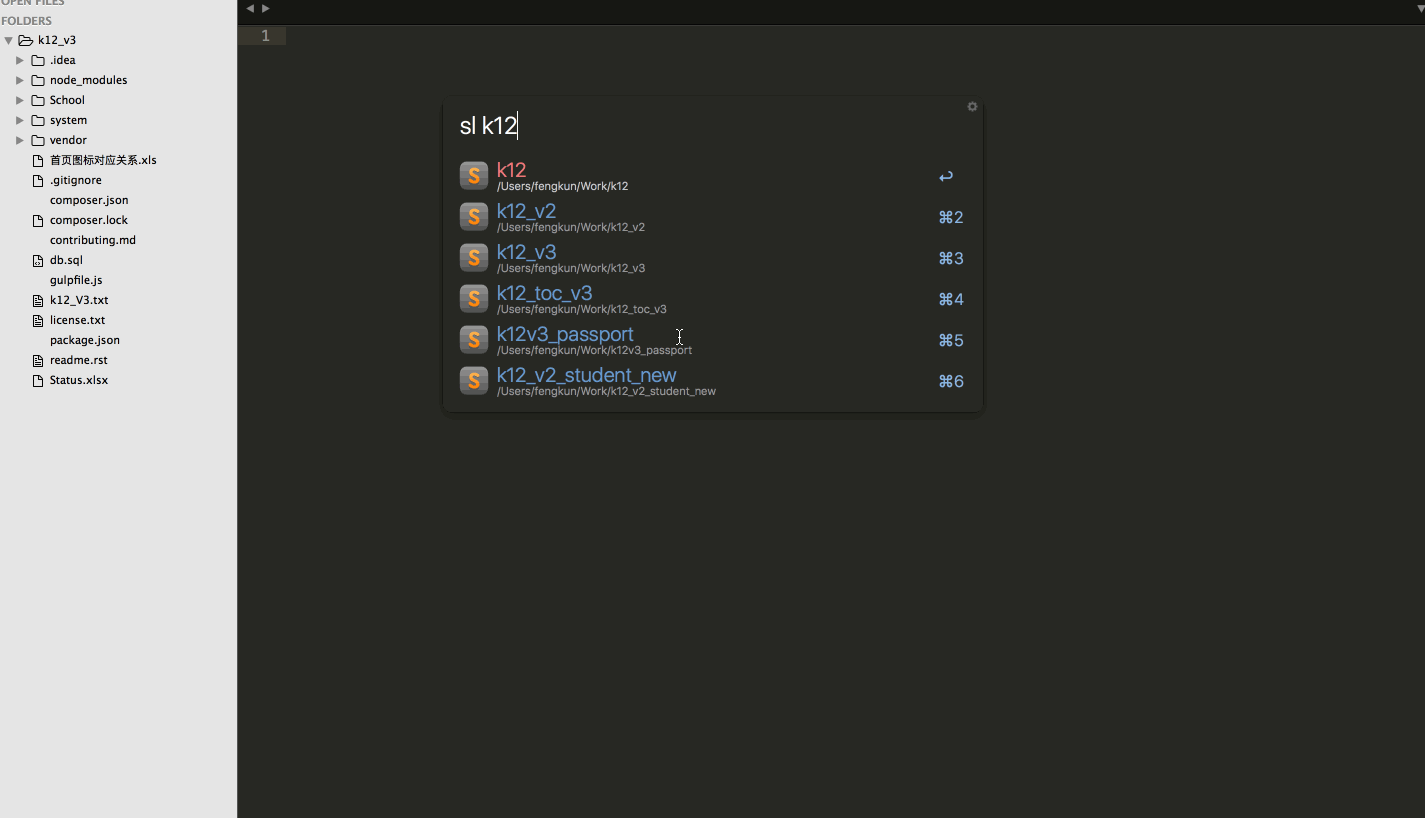 OPEN FILES
FOLDERS
k12_v3
.idea
node_modules
School
system
vendor
首页图标对应关系.xls
.gitignore
composer.json
composer.lock
contributing.md
db.sql
gulpfile.js
k12_V3.txt
license.txt
package.json
readme.rst
Status.xlsx
1
sl k12
k12
/Users/fengkun/Work/k12
k12_v2
/Users/fengkun/Work/k12_v2
⌘2
k12_v3
/Users/fengkun/Work/k12_v3
⌘3
k12_toc_v3
/Users/fengkun/Work/k12_toc_v3
⌘4
k12v3_passport
/Users/fengkun/Work/k12v3_passport
⌘5
k12_v2_student_new
/Users/fengkun/Work/k12_v2_student_new
⌘6